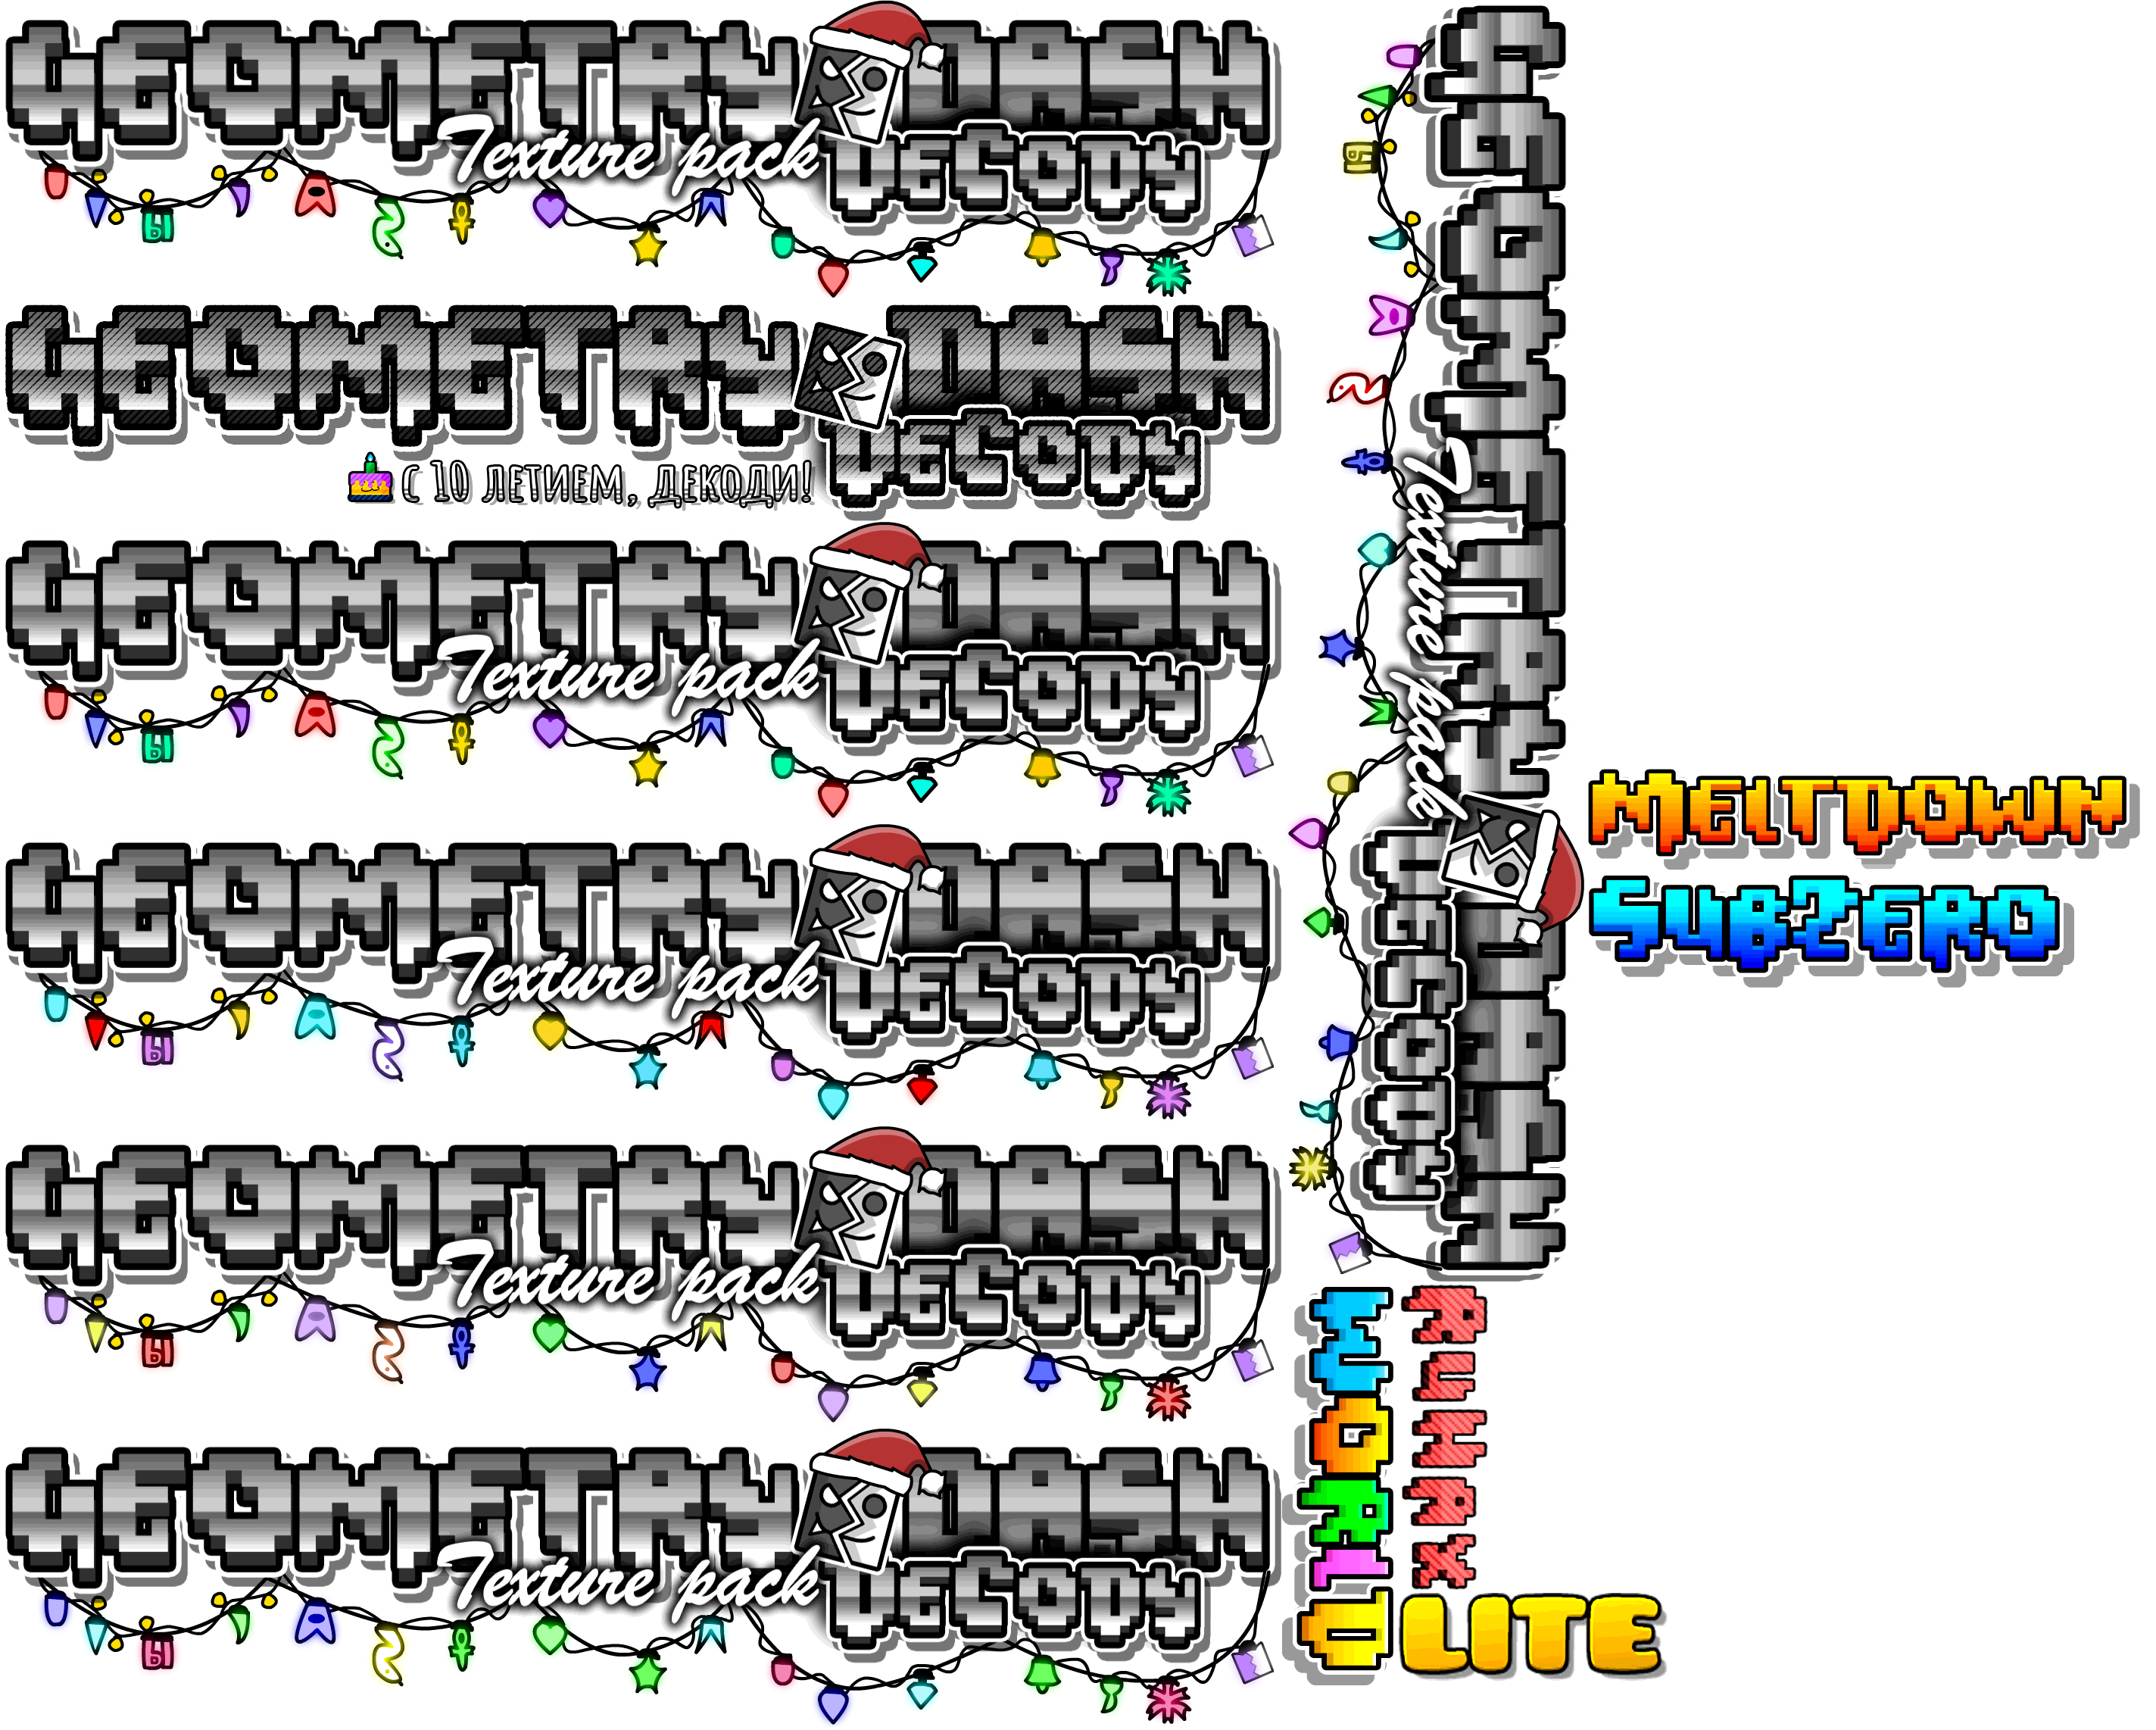 GEOMETRY DASH
Texture pack DeCODY
Ы
GEOMETRY DASH
DeCODY
С 10 ЛЕТИЕМ, ДЕКОДИ!
GEOMETRY DASH
Texture pack DeCODY
Ы
GEOMETRY DASH
Texture pack DeCODY
Ы
GEOMETRY DASH
Texture pack DeCODY
Ы
GEOMETRY DASH
Texture pack DeCODY
Ы
GEOMETRY DASH
Texture pack DeCODY
Ы
MELTDOWN
SUBZERO
WORLD
LITE